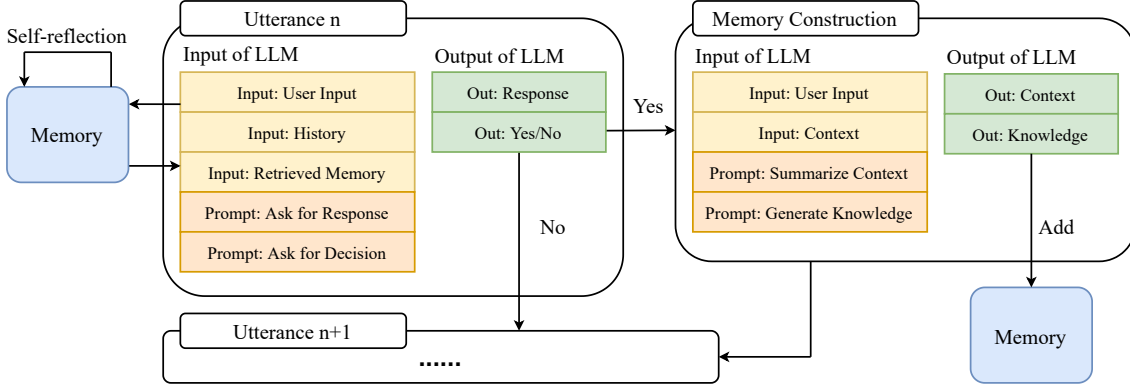 Self-reflection
Memory
Utterance n
Input of LLM
Input: User Input
Input: History
Input: Retrieved Memory
Prompt: Ask for Response
Prompt: Ask for Decision
Output of LLM
Out: Response
Out: Yes/No
Yes
No
Memory Construction
Input of LLM
Input: User Input
Input: Context
Prompt: Summarize Context
Prompt: Generate Knowledge
Output of LLM
Out: Context
Out: Knowledge
Add
Memory
Utterance n+1
......